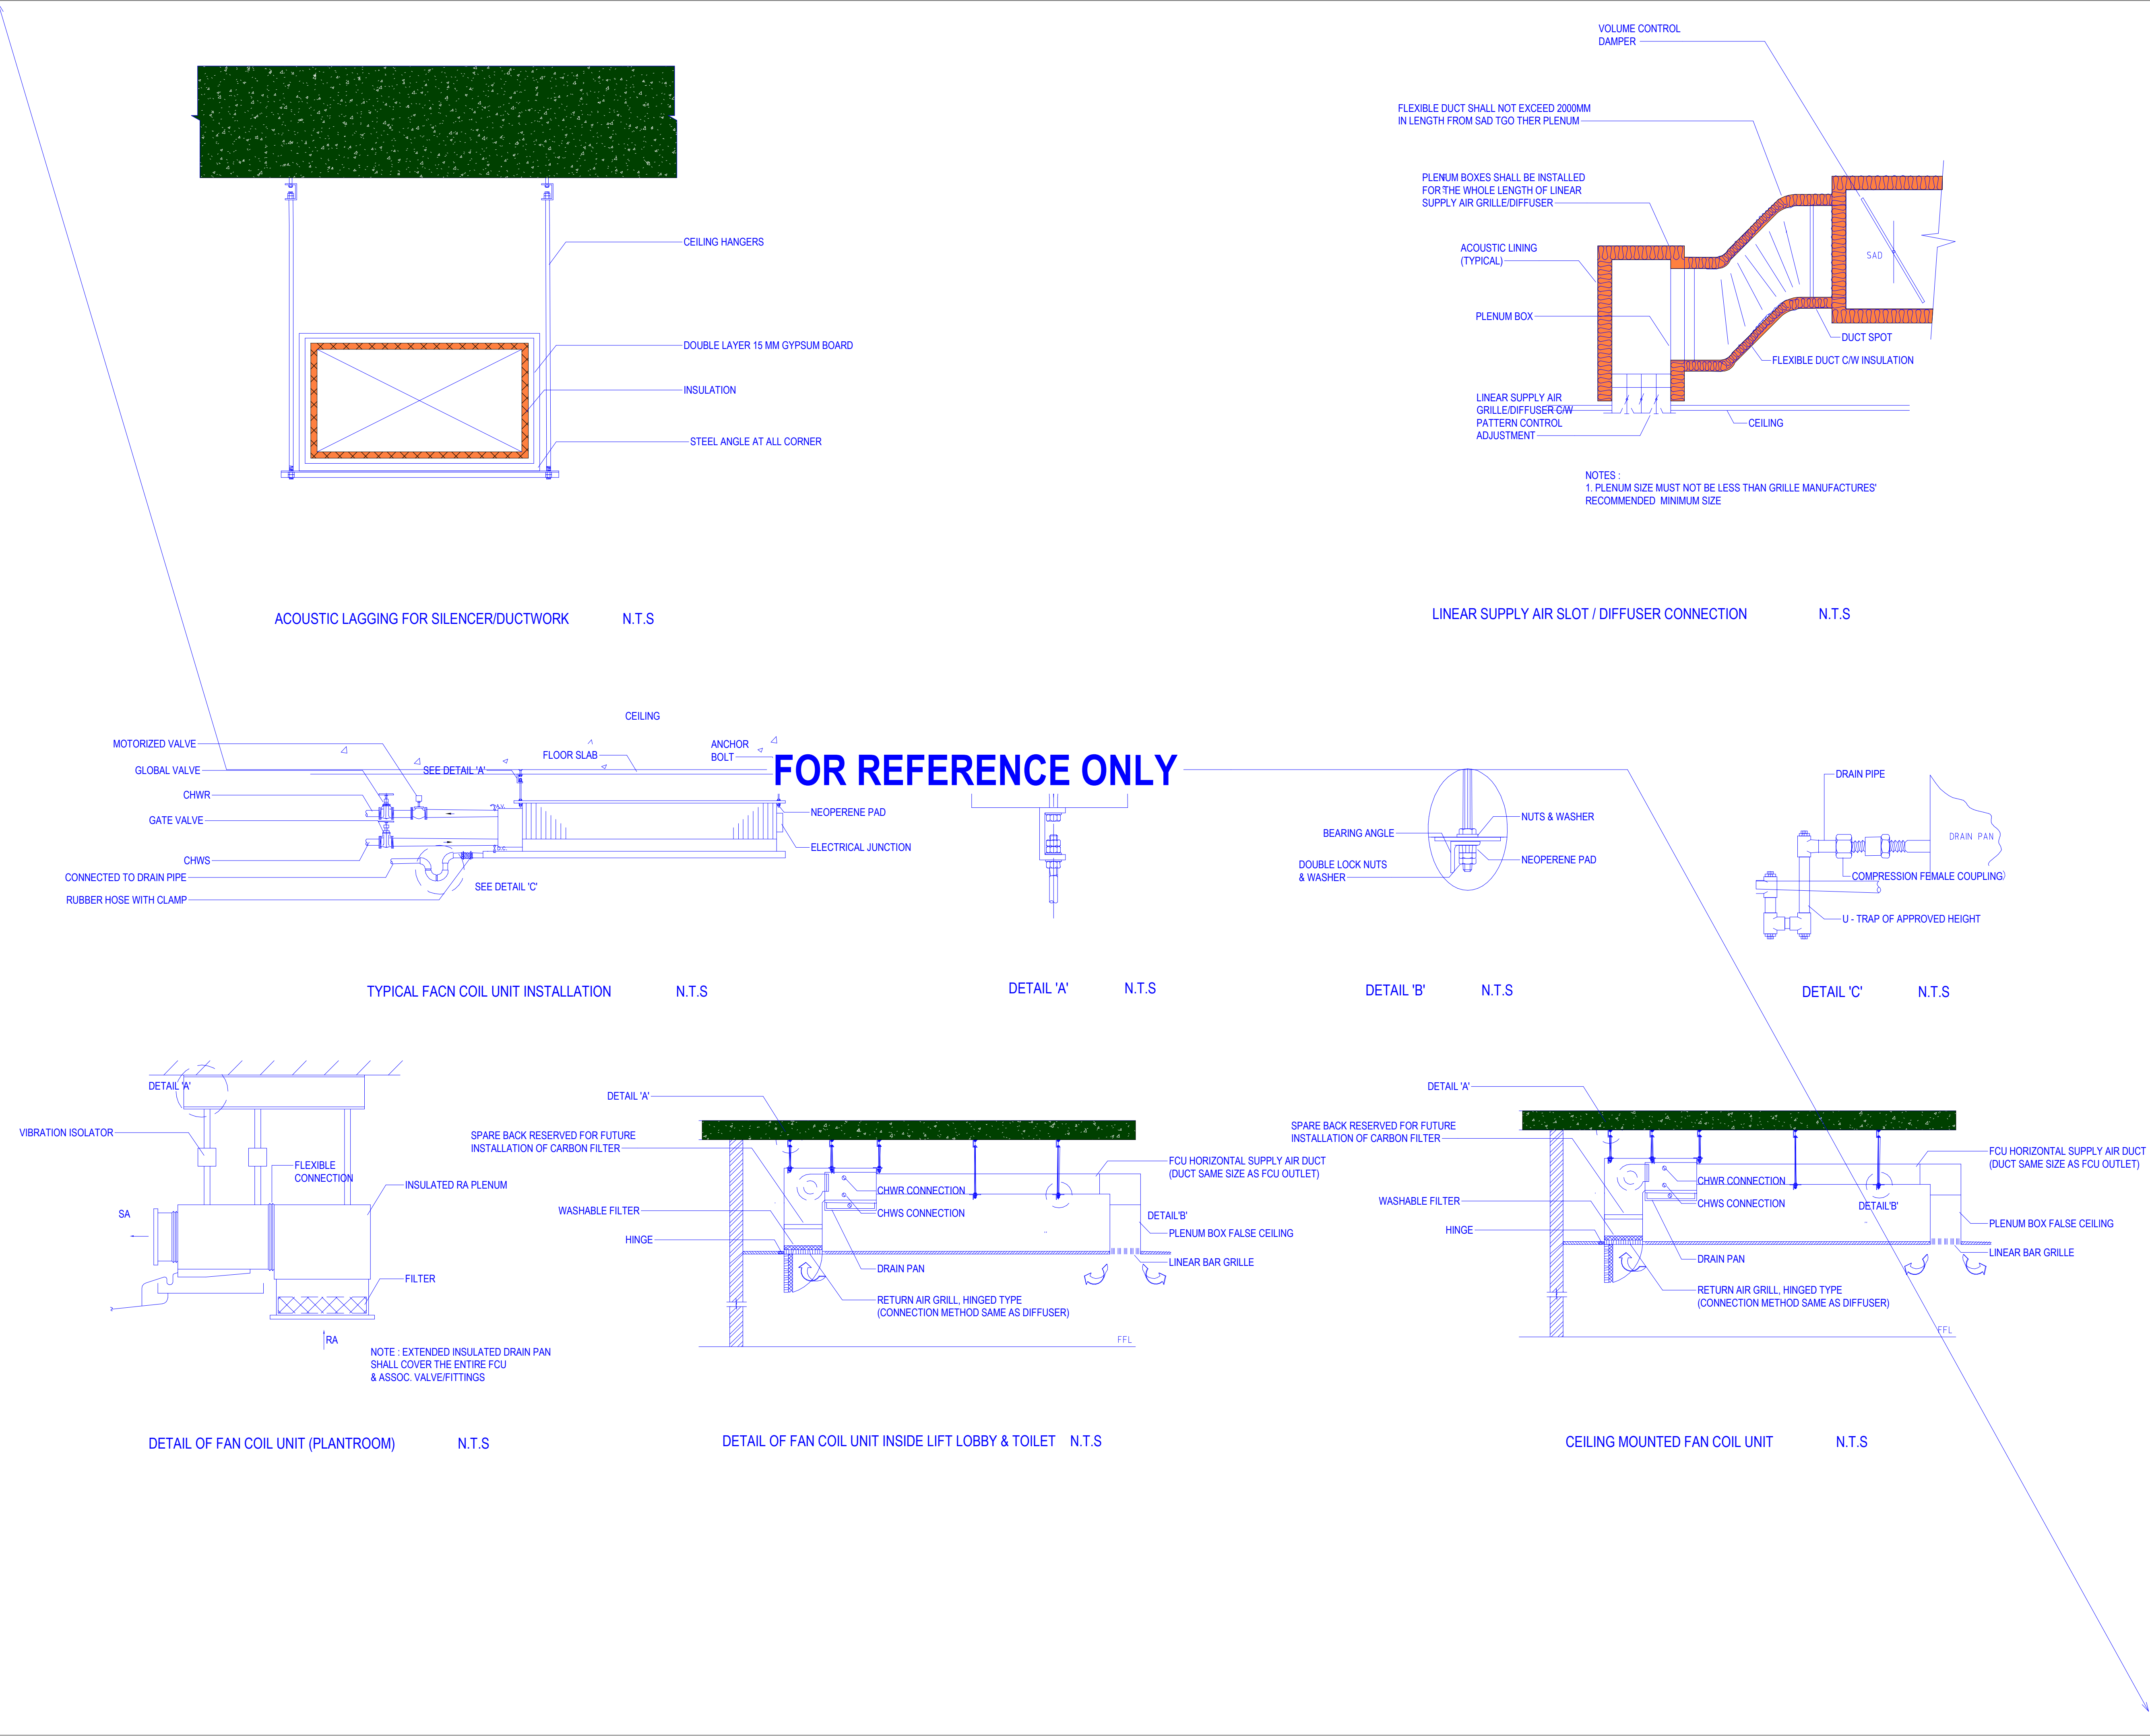 VOLUME CONTROL
DAMPER
FLEXIBLE DUCT SHALL NOT EXCEED 2000MM
IN LENGTH FROM SAD TGO THER PLENUM
PLENUM BOXES SHALL BE INSTALLED
FOR THE WHOLE LENGTH OF LINEAR
SUPPLY AIR GRILLE/DIFFUSER
ACOUSTIC LINING
(TYPICAL)
PLENUM BOX
SAD
DUCT SPOT
FLEXIBLE DUCT C/W INSULATION
LINEAR SUPPLY AIR
GRILLE/DIFFUSER C/W
PATTERN CONTROL
ADJUSTMENT
CEILING
NOTES :
1. PLENUM SIZE MUST NOT BE LESS THAN GRILLE MANUFACTURES'
RECOMMENDED MINIMUM SIZE
LINEAR SUPPLY AIR SLOT / DIFFUSER CONNECTION N.T.S
CEILING HANGERS
DOUBLE LAYER 15 MM GYPSUM BOARD
INSULATION
STEEL ANGLE AT ALL CORNER
ACOUSTIC LAGGING FOR SILENCER/DUCTWORK N.T.S
CEILING
MOTORIZED VALVE
GLOBAL VALVE
CHWR
GATE VALVE
CHWS
CONNECTED TO DRAIN PIPE
RUBBER HOSE WITH CLAMP
SEE DETAIL 'A'
FLOOR SLAB
ANCHOR
BOLT
NEOPERENE PAD
ELECTRICAL JUNCTION
SEE DETAIL 'C'
TYPICAL FACN COIL UNIT INSTALLATION N.T.S
FOR REFERENCE ONLY
DETAIL 'A' N.T.S
BEARING ANGLE
DOUBLE LOCK NUTS
& WASHER
NUTS & WASHER
NEOPERENE PAD
DETAIL 'B' N.T.S
DRAIN PIPE
DRAIN PAN
COMPRESSION FEMALE COUPLING)
U - TRAP OF APPROVED HEIGHT
DETAIL 'C' N.T.S
DETAIL 'A'
VIBRATION ISOLATOR
FLEXIBLE
CONNECTION
INSULATED RA PLENUM
SA
FILTER
RA
NOTE : EXTENDED INSULATED DRAIN PAN
SHALL COVER THE ENTIRE FCU
& ASSOC. VALVE/FITTINGS
DETAIL OF FAN COIL UNIT (PLANTROOM) N.T.S
DETAIL 'A'
SPARE BACK RESERVED FOR FUTURE
INSTALLATION OF CARBON FILTER
WASHABLE FILTER
HINGE
CHWR CONNECTION
CHWS CONNECTION
DRAIN PAN
RETURN AIR GRILL, HINGED TYPE
(CONNECTION METHOD SAME AS DIFFUSER)
FCU HORIZONTAL SUPPLY AIR DUCT
(DUCT SAME SIZE AS FCU OUTLET)
DETAIL'B'
PLENUM BOX FALSE CEILING
LINEAR BAR GRILLE
FFL
DETAIL OF FAN COIL UNIT INSIDE LIFT LOBBY & TOILET N.T.S
DETAIL 'A'
SPARE BACK RESERVED FOR FUTURE
INSTALLATION OF CARBON FILTER
WASHABLE FILTER
HINGE
CHWR CONNECTION
CHWS CONNECTION
DRAIN PAN
RETURN AIR GRILL, HINGED TYPE
(CONNECTION METHOD SAME AS DIFFUSER)
FCU HORIZONTAL SUPPLY AIR DUCT
(DUCT SAME SIZE AS FCU OUTLET)
DETAIL'B'
PLENUM BOX FALSE CEILING
LINEAR BAR GRILLE
FFL
CEILING MOUNTED FAN COIL UNIT N.T.S